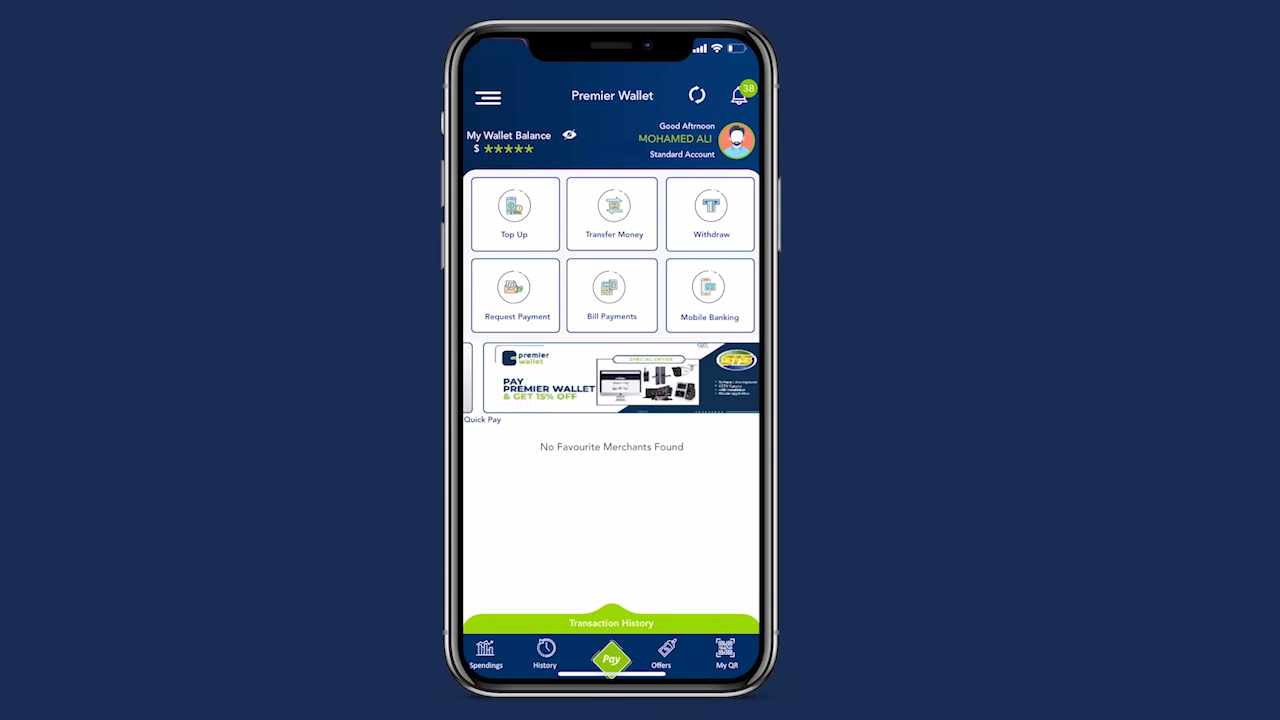 Premier Wallet
38
My Wallet Balance
$ *****
Good Aftrnoon
MOHAMED ALI
Standard Account
Top Up
Transfer Money
Withdraw
Request Payment
Bill Payments
Mobile Banking
premier
wallet
PAY
PREMIER WALLET
& GET 15% OFF
SPECIAL OFFER
Quick Pay
No Favourite Merchants Found
Transaction History
Spendings
History
Pay
Offers
My QR